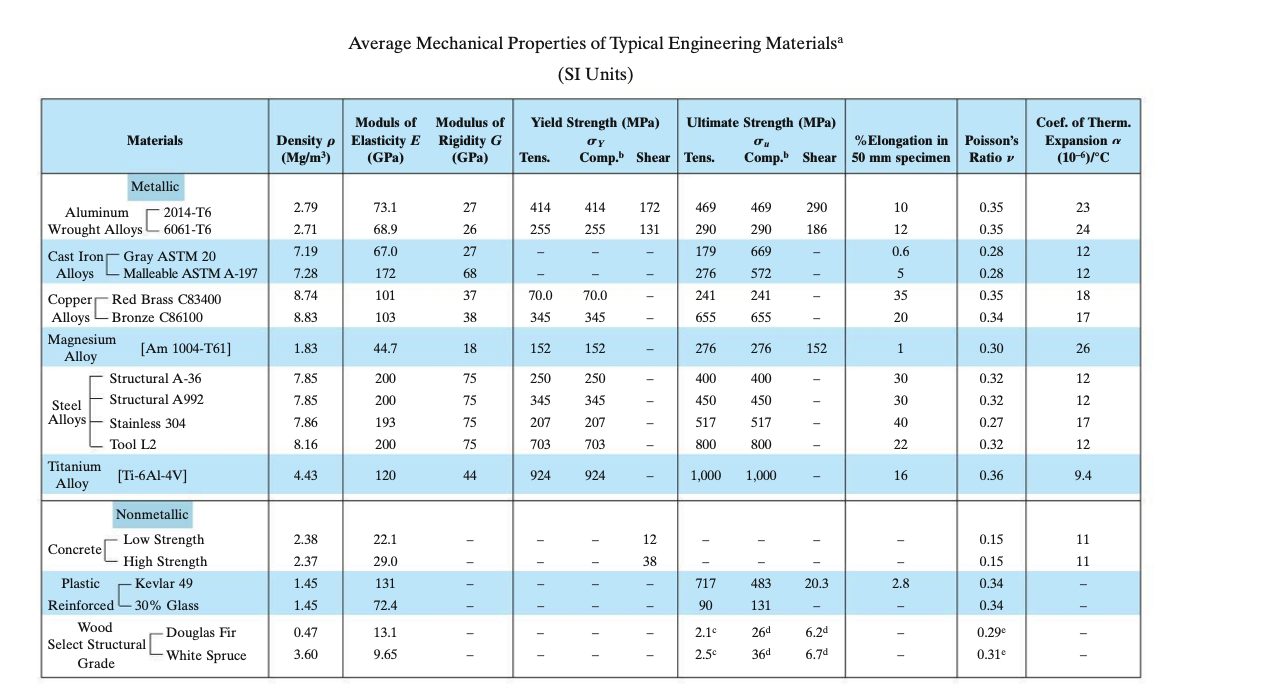 Average Mechanical Properties of Typical Engineering Materialsᵃ
(SI Units)
Materials
Density ρ
(Mg/m³)
Moduls of
Elasticity E
(GPa)
Modulus of
Rigidity G
(GPa)
Yield Strength (MPa)
σY
Tens. Comp.ᵇ Shear
Ultimate Strength (MPa)
σu
Tens. Comp.ᵇ Shear
%Elongation in
50 mm specimen
Poisson's
Ratio ν
Coef. of Therm.
Expansion α
(10⁻⁶)/°C
Metallic
Aluminum
Wrought Alloys
2014-T6 2.79 73.1 27 414 414 172 469 469 290 10 0.35 23
6061-T6 2.71 68.9 26 255 255 131 290 290 186 12 0.35 24
Cast Iron
Alloys
Gray ASTM 20 7.19 67.0 27 – – – 179 669 – 0.6 0.28 12
Malleable ASTM A-197 7.28 172 68 – – – 276 572 – 5 0.28 12
Copper
Alloys
Red Brass C83400 8.74 101 37 70.0 70.0 – 241 241 – 35 0.35 18
Bronze C86100 8.83 103 38 345 345 – 655 655 – 20 0.34 17
Magnesium
Alloy
[Am 1004-T61] 1.83 44.7 18 152 152 – 276 276 152 1 0.30 26
Steel
Alloys
Structural A-36 7.85 200 75 250 250 – 400 400 – 30 0.32 12
Structural A992 7.85 200 75 345 345 – 450 450 – 30 0.32 12
Stainless 304 7.86 193 75 207 207 – 517 517 – 40 0.27 17
Tool L2 8.16 200 75 703 703 – 800 800 – 22 0.32 12
Titanium
Alloy
[Ti-6Al-4V] 4.43 120 44 924 924 – 1,000 1,000 – 16 0.36 9.4
Nonmetallic
Concrete
Low Strength 2.38 22.1 – – – 12 – – – – 0.15 11
High Strength 2.37 29.0 – – – 38 – – – – 0.15 11
Plastic
Reinforced
Kevlar 49 1.45 131 – – – – 717 483 20.3 2.8 0.34 –
30% Glass 1.45 72.4 – – – – 90 131 – – 0.34 –
Wood
Select Structural
Grade
Douglas Fir 0.47 13.1 – – – – 2.1ᶜ 26ᵈ 6.2ᵈ – 0.29ᵉ –
White Spruce 3.60 9.65 – – – – 2.5ᶜ 36ᵈ 6.7ᵈ – 0.31ᵉ –